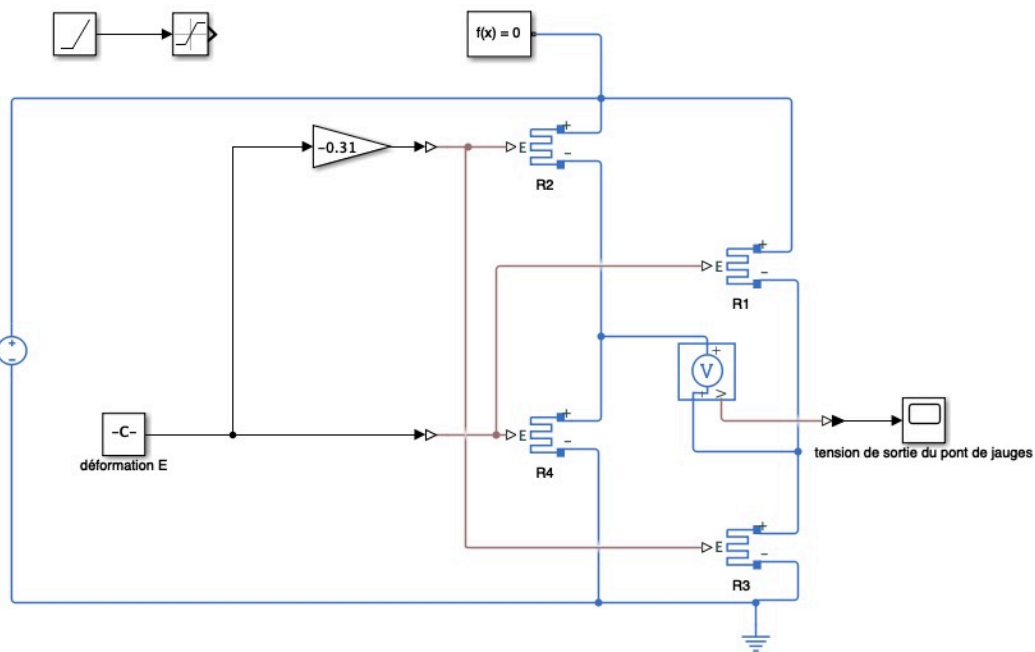 f(x) = 0
-0.31
+
E
−
R2
+
E
−
R1
+
−
+
V
+
V
-C-
déformation E
+
E
−
R4
tension de sortie du pont de jauges
+
E
−
R3